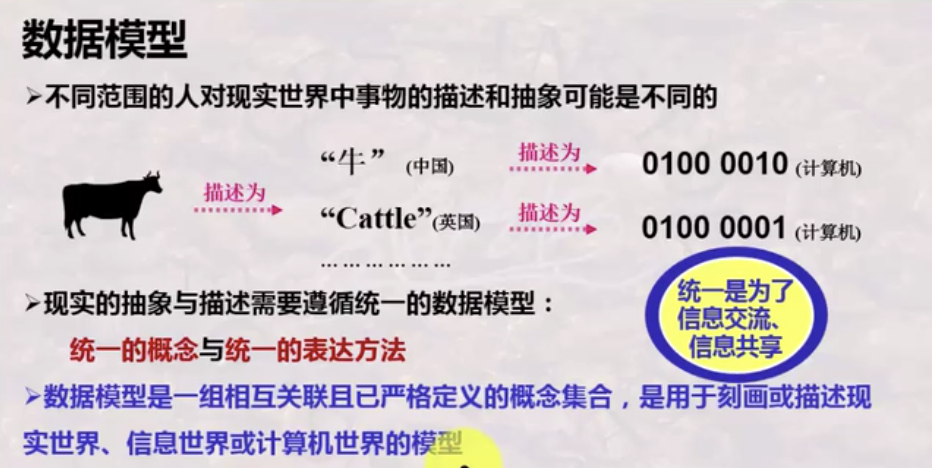 数据模型
➢不同范围的人对现实世界中事物的描述和抽象可能是不同的
描述为
“牛” (中国)
描述为
0100 0010 (计算机)
“Cattle”(英国)
描述为
0100 0001 (计算机)
… … … … …
➢现实的抽象与描述需要遵循统一的数据模型：
统一的概念与统一的表达方法
统一是为了
信息交流、
信息共享
➢数据模型是一组相互关联且已严格定义的概念集合，是用于刻画或描述现
实世界、信息世界或计算机世界的模型